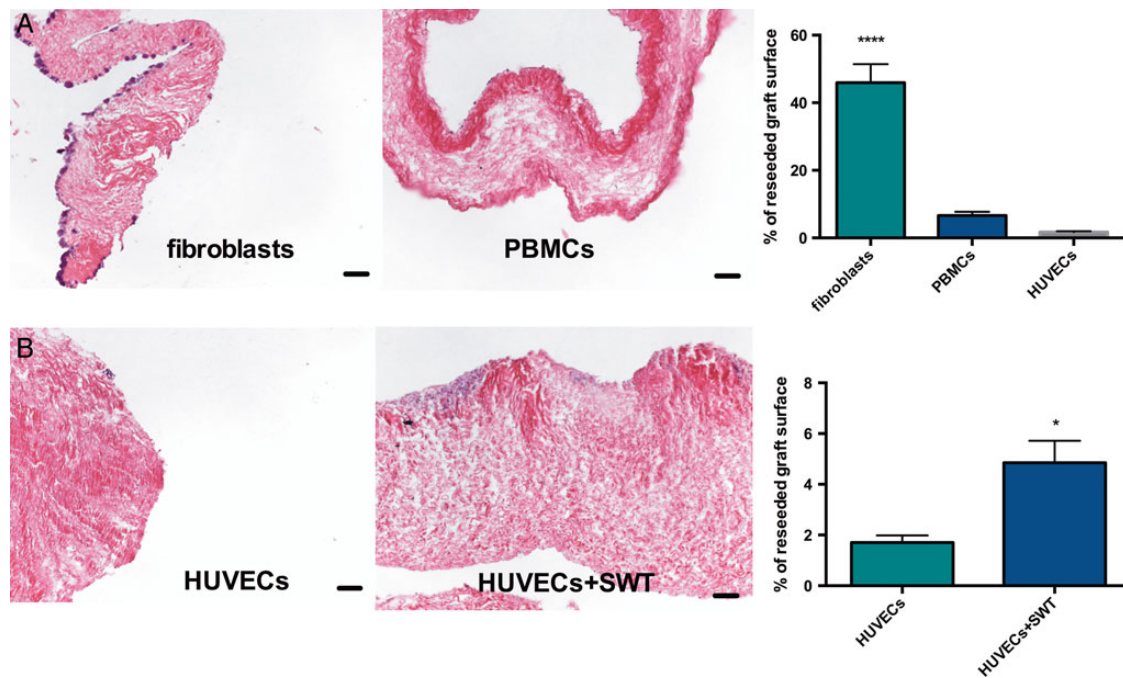 A
fibroblasts
PBMCs
% of reseeded graft surface
60
40
20
0
****
fibroblasts
PBMCs
HUVECs
B
HUVECs
HUVECs+SWT
% of reseeded graft surface
8
6
4
2
0
*
HUVECs
HUVECs+SWT